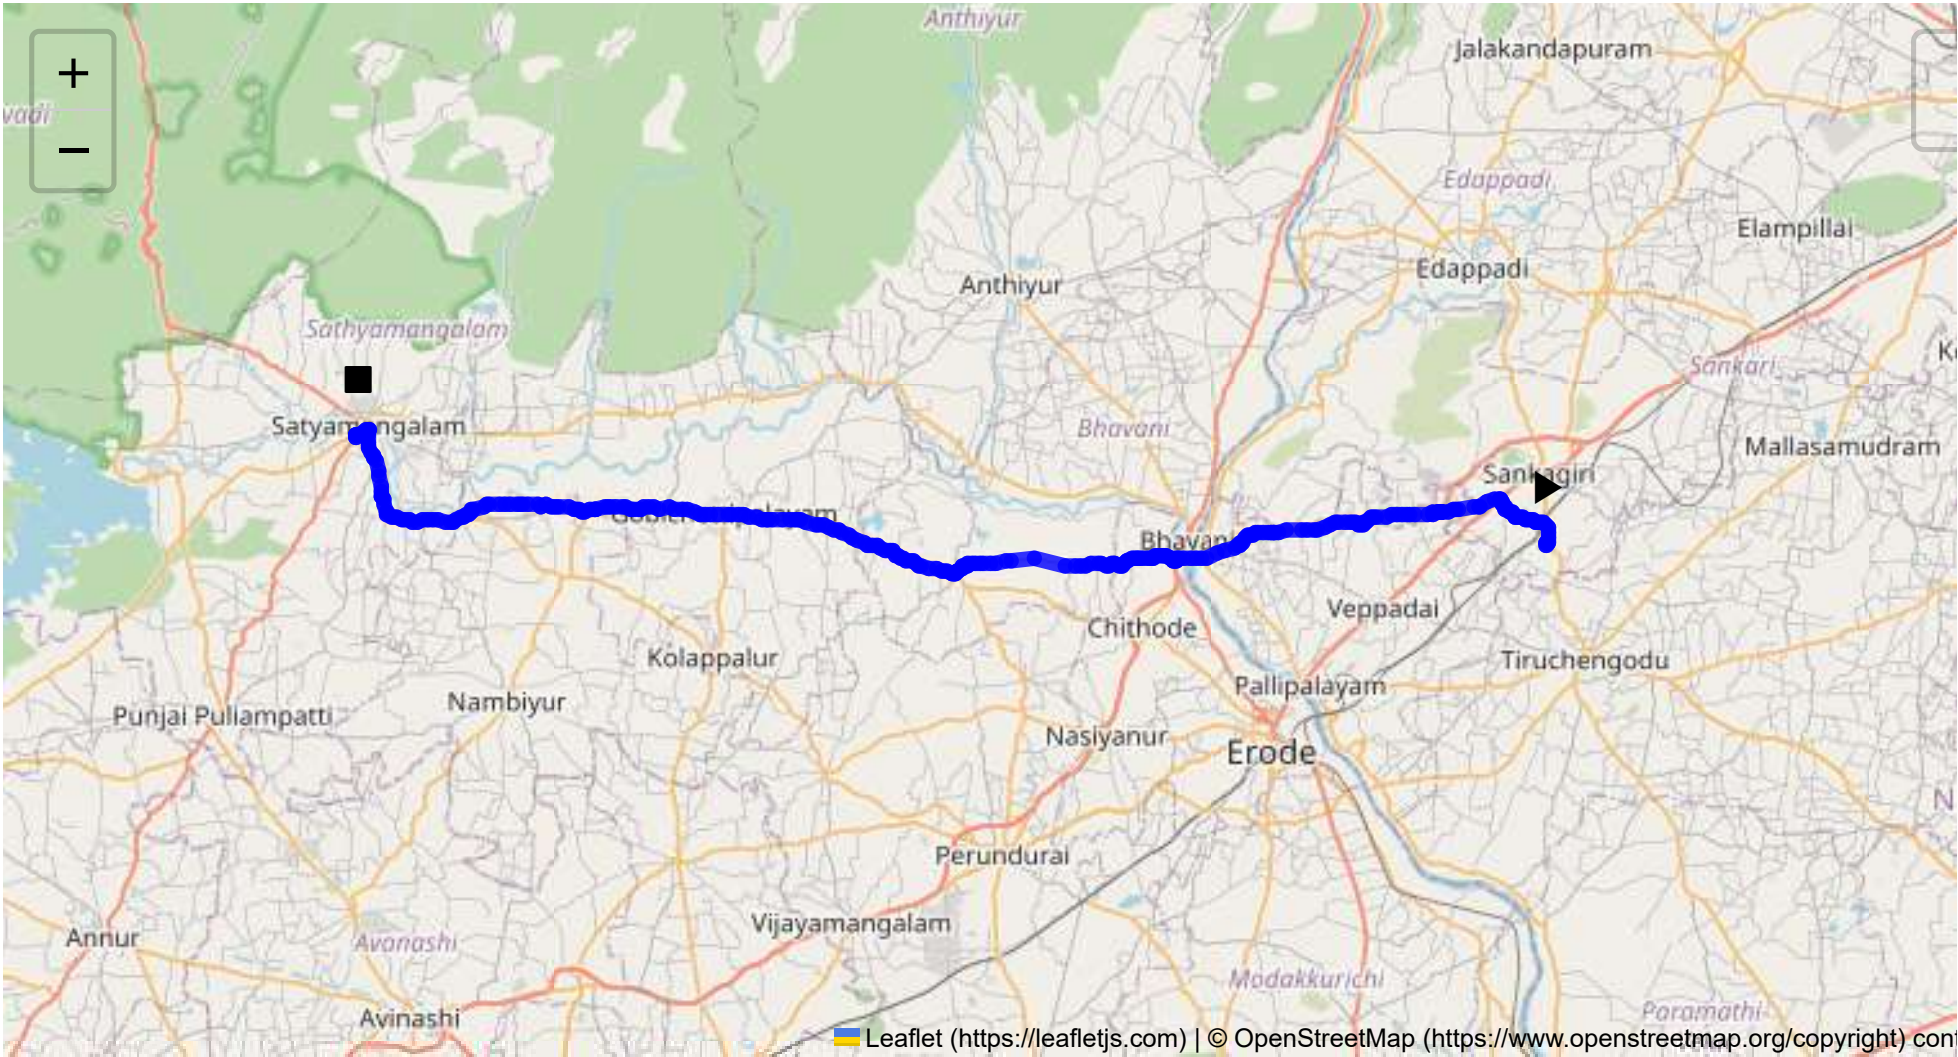 Anthiyur
Jalakandapuram
+
vadi
−
Edappadi
Elampillai
Edappadi
Anthiyur
Sathyamangalam
Sankari
Satyamangalam
Bhavani
Mallasamudram
Sankagiri
Bhavani
Veppadai
Chithode
Kolappalur
Tiruchengodu
Pallipalayam
Nambiyur
Punjai Puliampatti
Nasiyanur
Erode
Perundurai
Vijayamangalam
Annur
Avanashi
Modakkurichi
Paramathi-
Avinashi
Leaflet (https://leafletjs.com) | © OpenStreetMap (https://www.openstreetmap.org/copyright) con